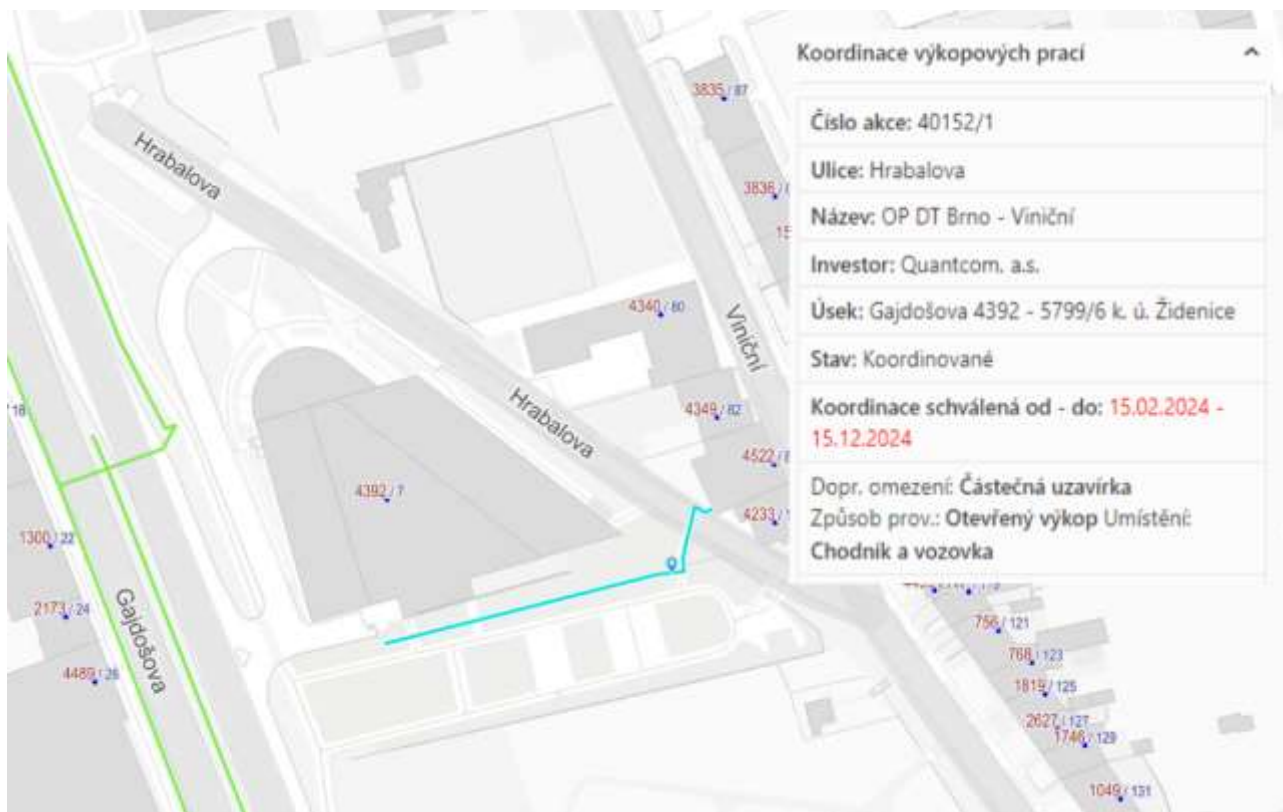 Koordinace výkopových prací
Číslo akce: 40152/1
Ulice: Hrabalova
Název: OP DT Brno - Viniční
Investor: Quantcom. a.s.
Úsek: Gajdošova 4392 - 5799/6 k. ú. Židenice
Stav: Koordinované
Koordinace schválená od - do: 15.02.2024 -
15.12.2024
Dopr. omezení: Částečná uzavírka
Způsob prov.: Otevřený výkop Umístění:
Chodník a vozovka
3835 / 87
Hrabalova
3836 /
15
4340 / 80
Viniční
Hrabalova
4349 / 82
18
4522 /
4392 / 7
4233 /
1300 / 22
2173 / 24
756 / 121
Gajdošova
768 / 123
4489 / 26
1819 / 125
2627 / 127
1746 / 129
1049 / 131